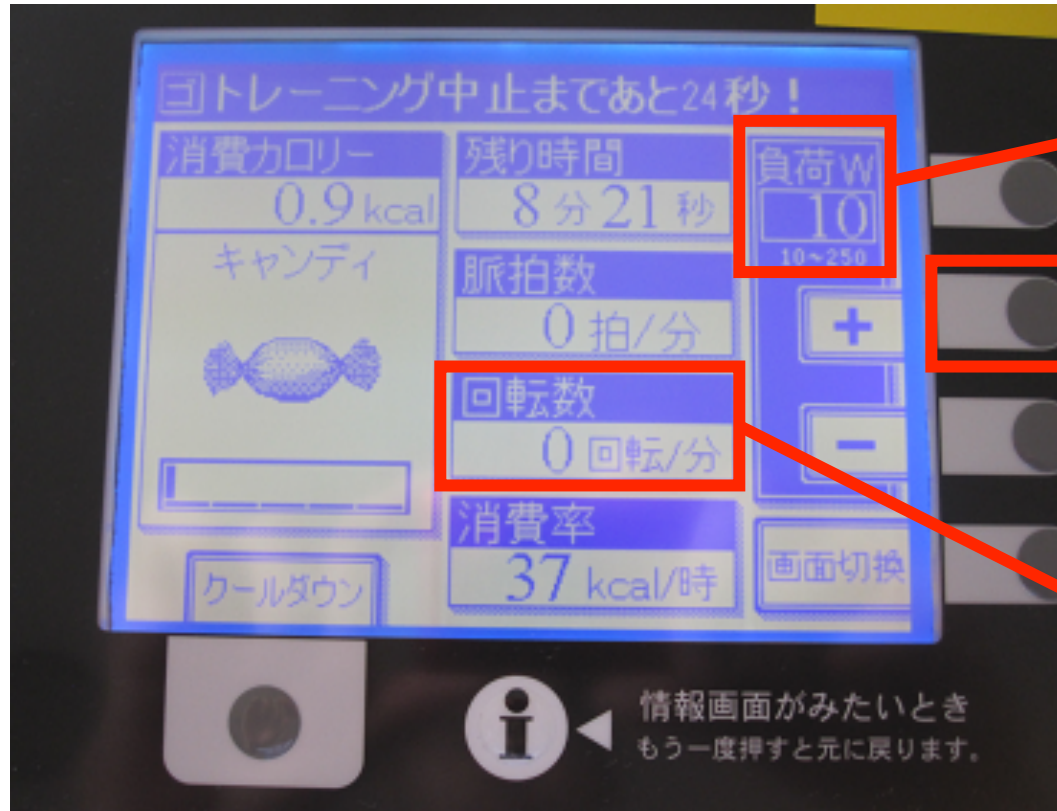 ゴ トレーニング中止まであと24秒！
消費カロリー
0.9 kcal
キャンディ
クールダウン
残り時間
8分21秒
脈拍数
0 拍/分
回転数
0 回転/分
消費率
37 kcal/時
負荷W
10
10~250
+
−
画面切換
情報画面がみたいとき
もう一度押すと元に戻ります。